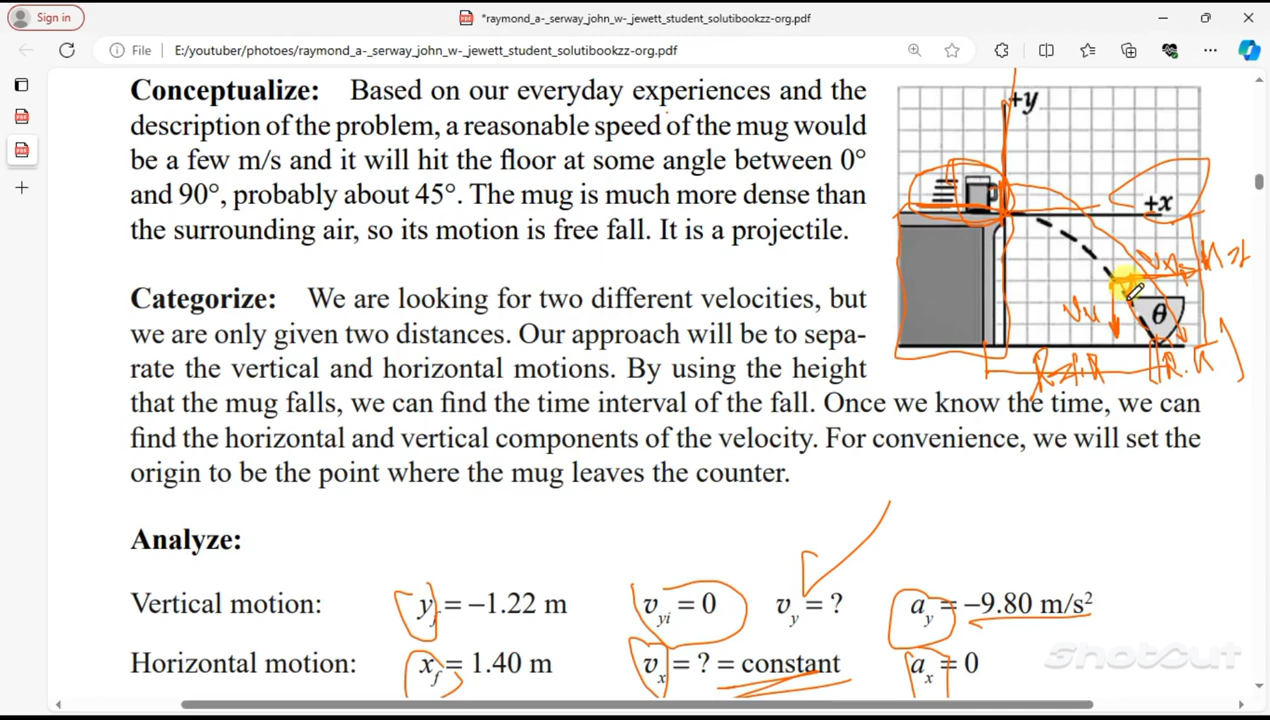 Sign in
*raymond_a-_serway_john_w-_jewett_student_solutibookzz-org.pdf
File E:/youtuber/photoes/raymond_a-_serway_john_w-_jewett_student_solutibookzz-org.pdf
Conceptualize: Based on our everyday experiences and the
description of the problem, a reasonable speed of the mug would
be a few m/s and it will hit the floor at some angle between 0°
and 90°, probably about 45°. The mug is much more dense than
the surrounding air, so its motion is free fall. It is a projectile.
+y
+x
θ
Categorize: We are looking for two different velocities, but
we are only given two distances. Our approach will be to sepa-
rate the vertical and horizontal motions. By using the height
that the mug falls, we can find the time interval of the fall. Once we know the time, we can
find the horizontal and vertical components of the velocity. For convenience, we will set the
origin to be the point where the mug leaves the counter.
Analyze:
Vertical motion: y_f = −1.22 m v_yi = 0 v_y = ? a_y = −9.80 m/s²
Horizontal motion: x_f = 1.40 m v_x = ? = constant a_x = 0
shotcut